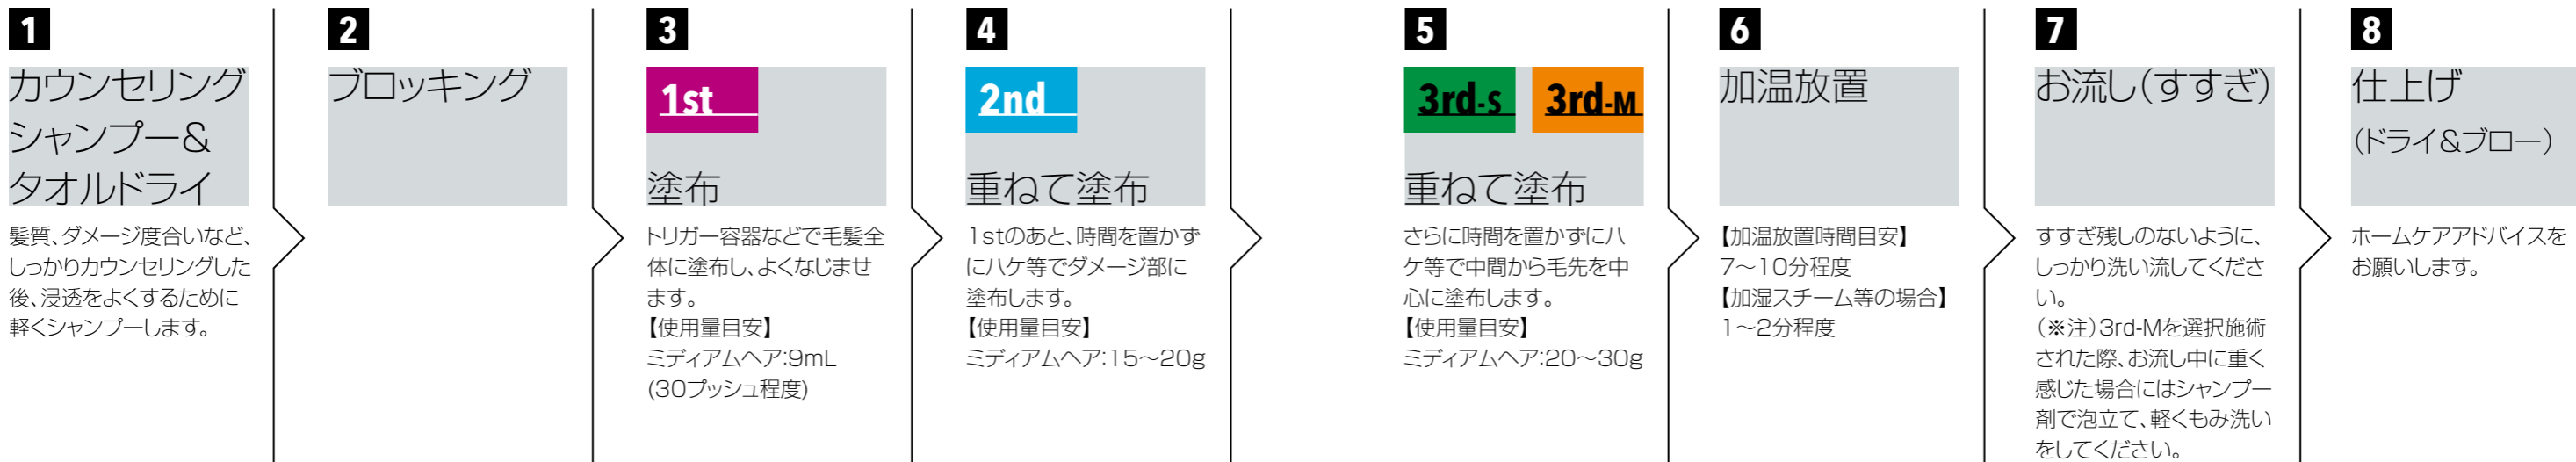 1
カウンセリング
シャンプー&
タオルドライ
髪質、ダメージ度合いなど、
しっかりカウンセリングした
後、浸透をよくするために
軽くシャンプーします。
2
ブロッキング
3
1st
塗布
トリガー容器などで毛髪全
体に塗布し、よくなじませ
ます。
【使用量目安】
ミディアムヘア:9mL
(30プッシュ程度)
4
2nd
重ねて塗布
1stのあと、時間を置かず
にハケ等でダメージ部に
塗布します。
【使用量目安】
ミディアムヘア:15〜20g
5
3rd-S 3rd-M
重ねて塗布
さらに時間を置かずにハ
ケ等で中間から毛先を中
心に塗布します。
【使用量目安】
ミディアムヘア:20〜30g
6
加温放置
【加温放置時間目安】
7〜10分程度
【加湿スチーム等の場合】
1〜2分程度
7
お流し(すすぎ)
すすぎ残しのないように、
しっかり洗い流してくださ
い。
(※注)3rd-Mを選択施術
された際、お流し中に重く
感じた場合にはシャンプー
剤で泡立て、軽くもみ洗い
をしてください。
8
仕上げ
(ドライ&ブロー)
ホームケアアドバイスを
お願いします。